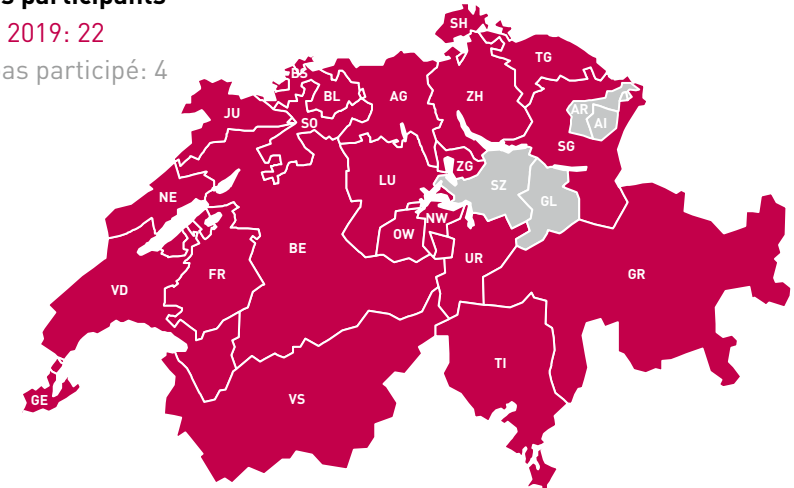 participants
2019: 22
participé: 4
SH
TG
BS
BL
AG
ZH
JU
SO
AR
AI
SG
ZG
LU
SZ
NE
GL
NW
OW
BE
UR
FR
GR
VD
TI
GE
VS